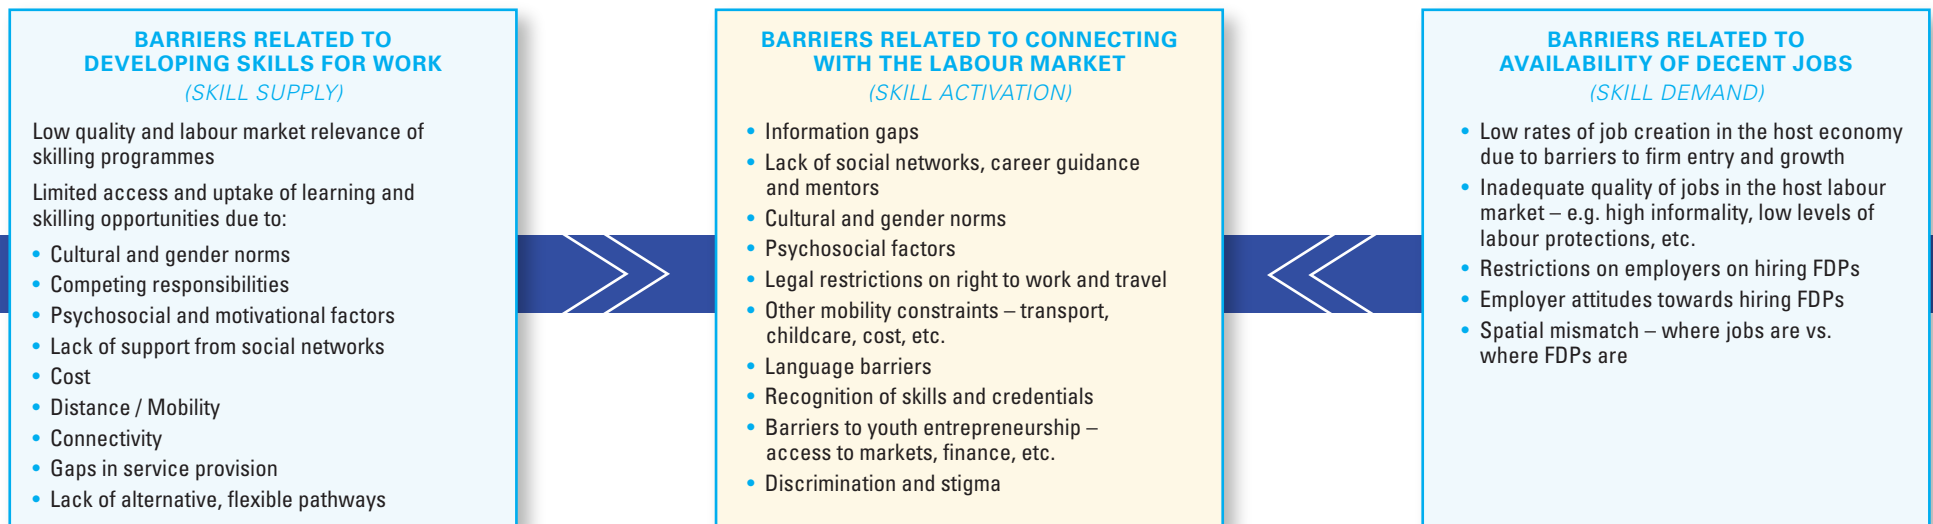 BARRIERS RELATED TO
DEVELOPING SKILLS FOR WORK
(SKILL SUPPLY)
Low quality and labour market relevance of
skilling programmes
Limited access and uptake of learning and
skilling opportunities due to:
• Cultural and gender norms
• Competing responsibilities
• Psychosocial and motivational factors
• Lack of support from social networks
• Cost
• Distance / Mobility
• Connectivity
• Gaps in service provision
• Lack of alternative, flexible pathways
BARRIERS RELATED TO CONNECTING
WITH THE LABOUR MARKET
(SKILL ACTIVATION)
• Information gaps
• Lack of social networks, career guidance
and mentors
• Cultural and gender norms
• Psychosocial factors
• Legal restrictions on right to work and travel
• Other mobility constraints – transport,
childcare, cost, etc.
• Language barriers
• Recognition of skills and credentials
• Barriers to youth entrepreneurship –
access to markets, finance, etc.
• Discrimination and stigma
BARRIERS RELATED TO
AVAILABILITY OF DECENT JOBS
(SKILL DEMAND)
• Low rates of job creation in the host economy
due to barriers to firm entry and growth
• Inadequate quality of jobs in the host labour
market – e.g. high informality, low levels of
labour protections, etc.
• Restrictions on employers on hiring FDPs
• Employer attitudes towards hiring FDPs
• Spatial mismatch – where jobs are vs.
where FDPs are